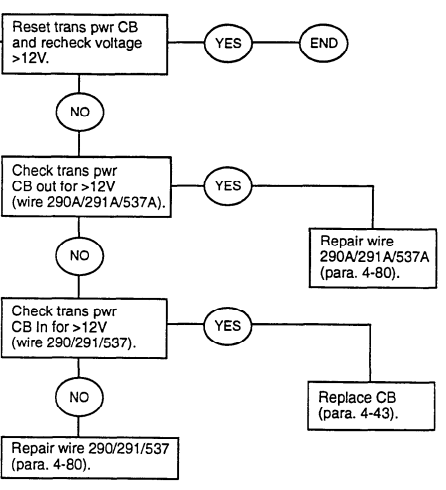 Reset trans pwr CB
and recheck voltage
>12V.
YES
END
NO
Check trans pwr
CB out for >12V
(wire 290A/291A/537A).
YES
Repair wire
290A/291A/537A
(para. 4-80).
NO
Check trans pwr
CB In for >12V
(wire 290/291/537).
YES
Replace CB
(para. 4-43).
NO
Repair wire 290/291/537
(para. 4-80).